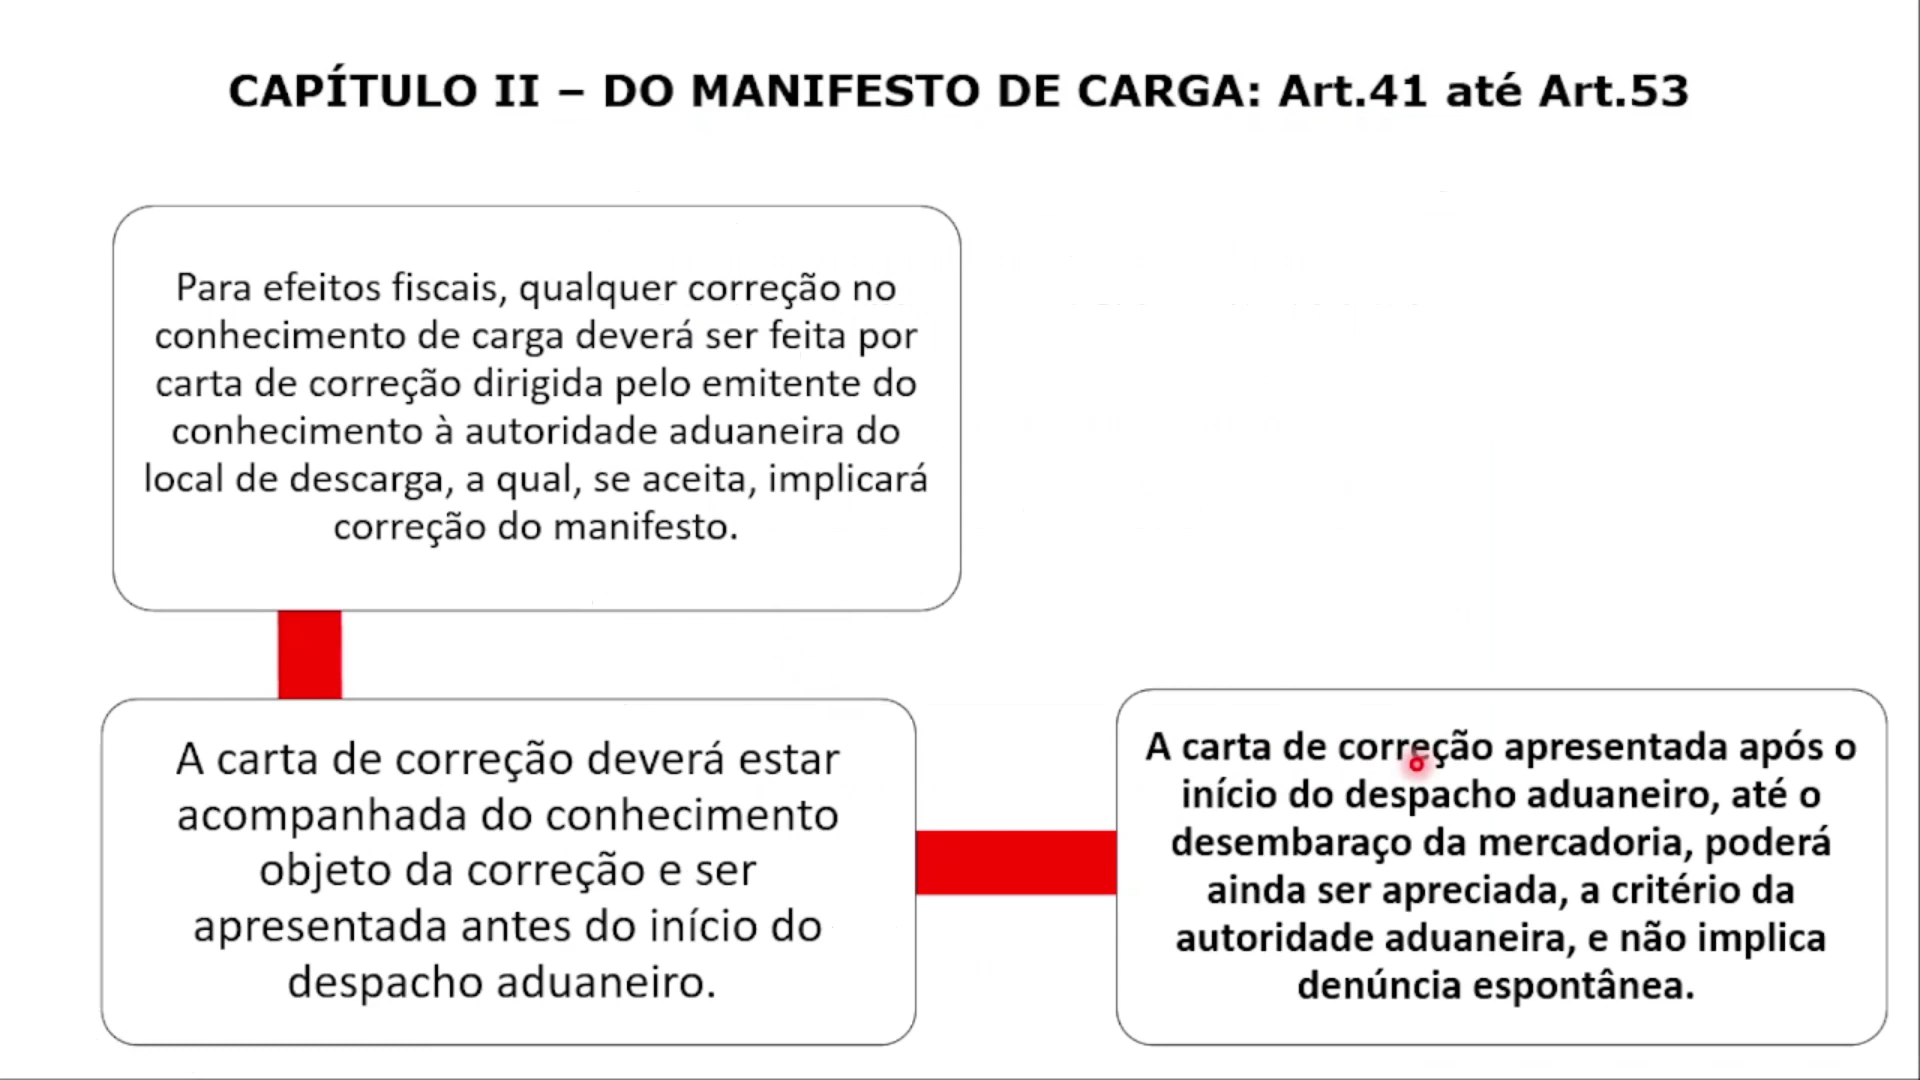 CAPÍTULO II – DO MANIFESTO DE CARGA: Art.41 até Art.53
Para efeitos fiscais, qualquer correção no
conhecimento de carga deverá ser feita por
carta de correção dirigida pelo emitente do
conhecimento à autoridade aduaneira do
local de descarga, a qual, se aceita, implicará
correção do manifesto.
A carta de correção deverá estar
acompanhada do conhecimento
objeto da correção e ser
apresentada antes do início do
despacho aduaneiro.
A carta de correção apresentada após o
início do despacho aduaneiro, até o
desembaraço da mercadoria, poderá
ainda ser apreciada, a critério da
autoridade aduaneira, e não implica
denúncia espontânea.